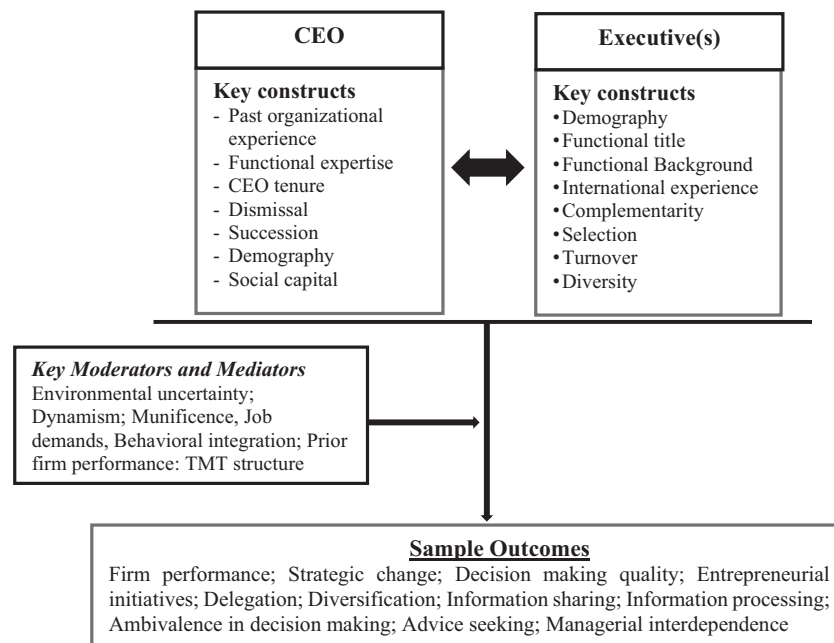 CEO
Key constructs
- Past organizational
experience
- Functional expertise
- CEO tenure
- Dismissal
- Succession
- Demography
- Social capital
Executive(s)
Key constructs
•Demography
•Functional title
•Functional Background
•International experience
•Complementarity
•Selection
•Turnover
•Diversity
Key Moderators and Mediators
Environmental uncertainty;
Dynamism; Munificence, Job
demands, Behavioral integration; Prior
firm performance: TMT structure
Sample Outcomes
Firm performance; Strategic change; Decision making quality; Entrepreneurial
initiatives; Delegation; Diversification; Information sharing; Information processing;
Ambivalence in decision making; Advice seeking; Managerial interdependence